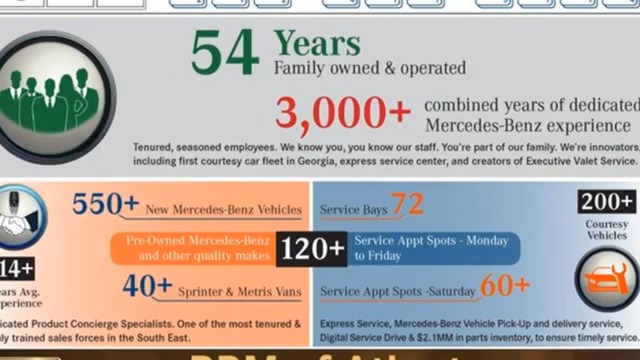 54 Years
Family owned & operated
3,000+ combined years of dedicated
Mercedes-Benz experience
Tenured, seasoned employees. We know you, you know our staff. You're part of our family. We're innovators,
including first courtesy car fleet in Georgia, express service center, and creators of Executive Valet Service.
550+ New Mercedes-Benz Vehicles
Pre-Owned Mercedes-Benz
and other quality makes
120+
40+ Sprinter & Metris Vans
14+
ars Avg.
perience
icated Product Concierge Specialists. One of the most tenured &
ly trained sales forces in the South East.
Service Bays 72
Service Appt Spots - Monday
to Friday
Service Appt Spots -Saturday 60+
200+
Courtesy
Vehicles
Express Service, Mercedes-Benz Vehicle Pick-Up and delivery service,
Digital Service Drive & $2.1MM in parts inventory, to ensure timely service.